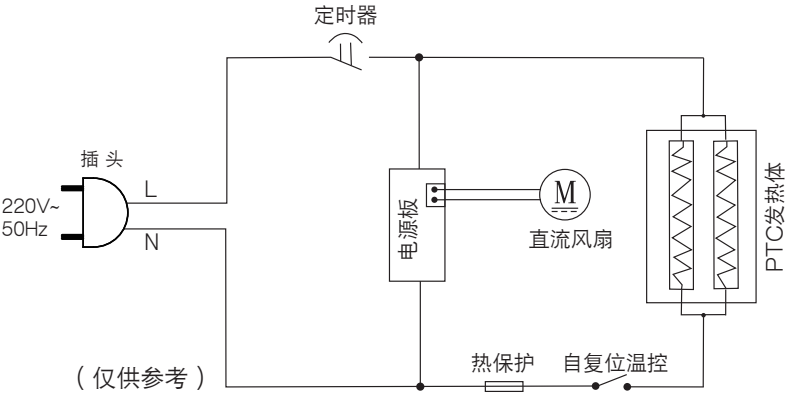 定时器
插 头
L
220V~
50Hz
N
电源板
M
直流风扇
PTC发热体
热保护
自复位温控
（仅供参考）